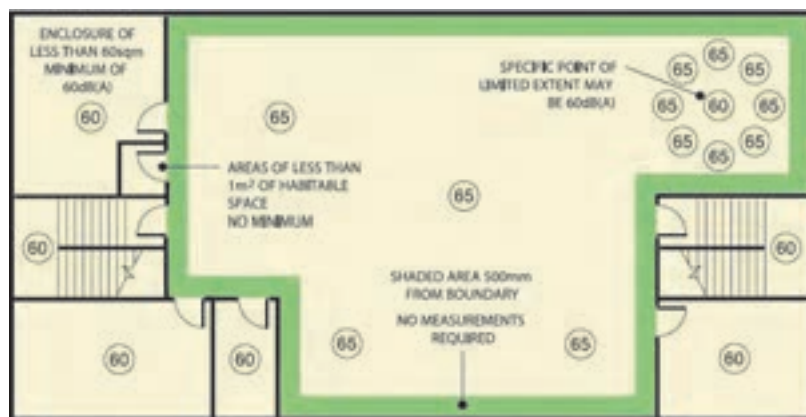 ENCLOSURE OF
LESS THAN 60sqm
MINIMUM OF
60dB(A)
60
65
AREAS OF LESS THAN
1m² OF HABITABLE
SPACE
NO MINIMUM
SPECIFIC POINT OF
LIMITED EXTENT MAY
BE 60dB(A)
65
65
65
65
60
65
65
65
65
65
60
60
SHADED AREA 500mm
FROM BOUNDARY
NO MEASUREMENTS
REQUIRED
60
60
65
65
60